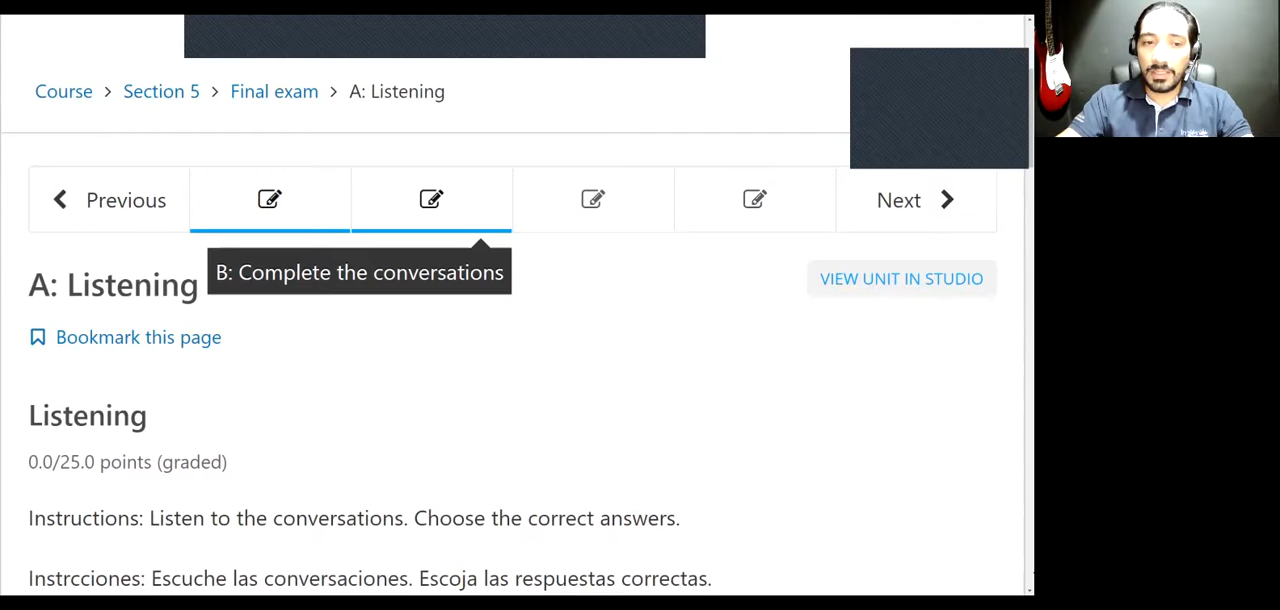 Course > Section 5 > Final exam > A: Listening
Previous
Next
B: Complete the conversations
A: Listening
VIEW UNIT IN STUDIO
Bookmark this page
Listening
0.0/25.0 points (graded)
Instructions: Listen to the conversations. Choose the correct answers.
Instrcciones: Escuche las conversaciones. Escoja las respuestas correctas.